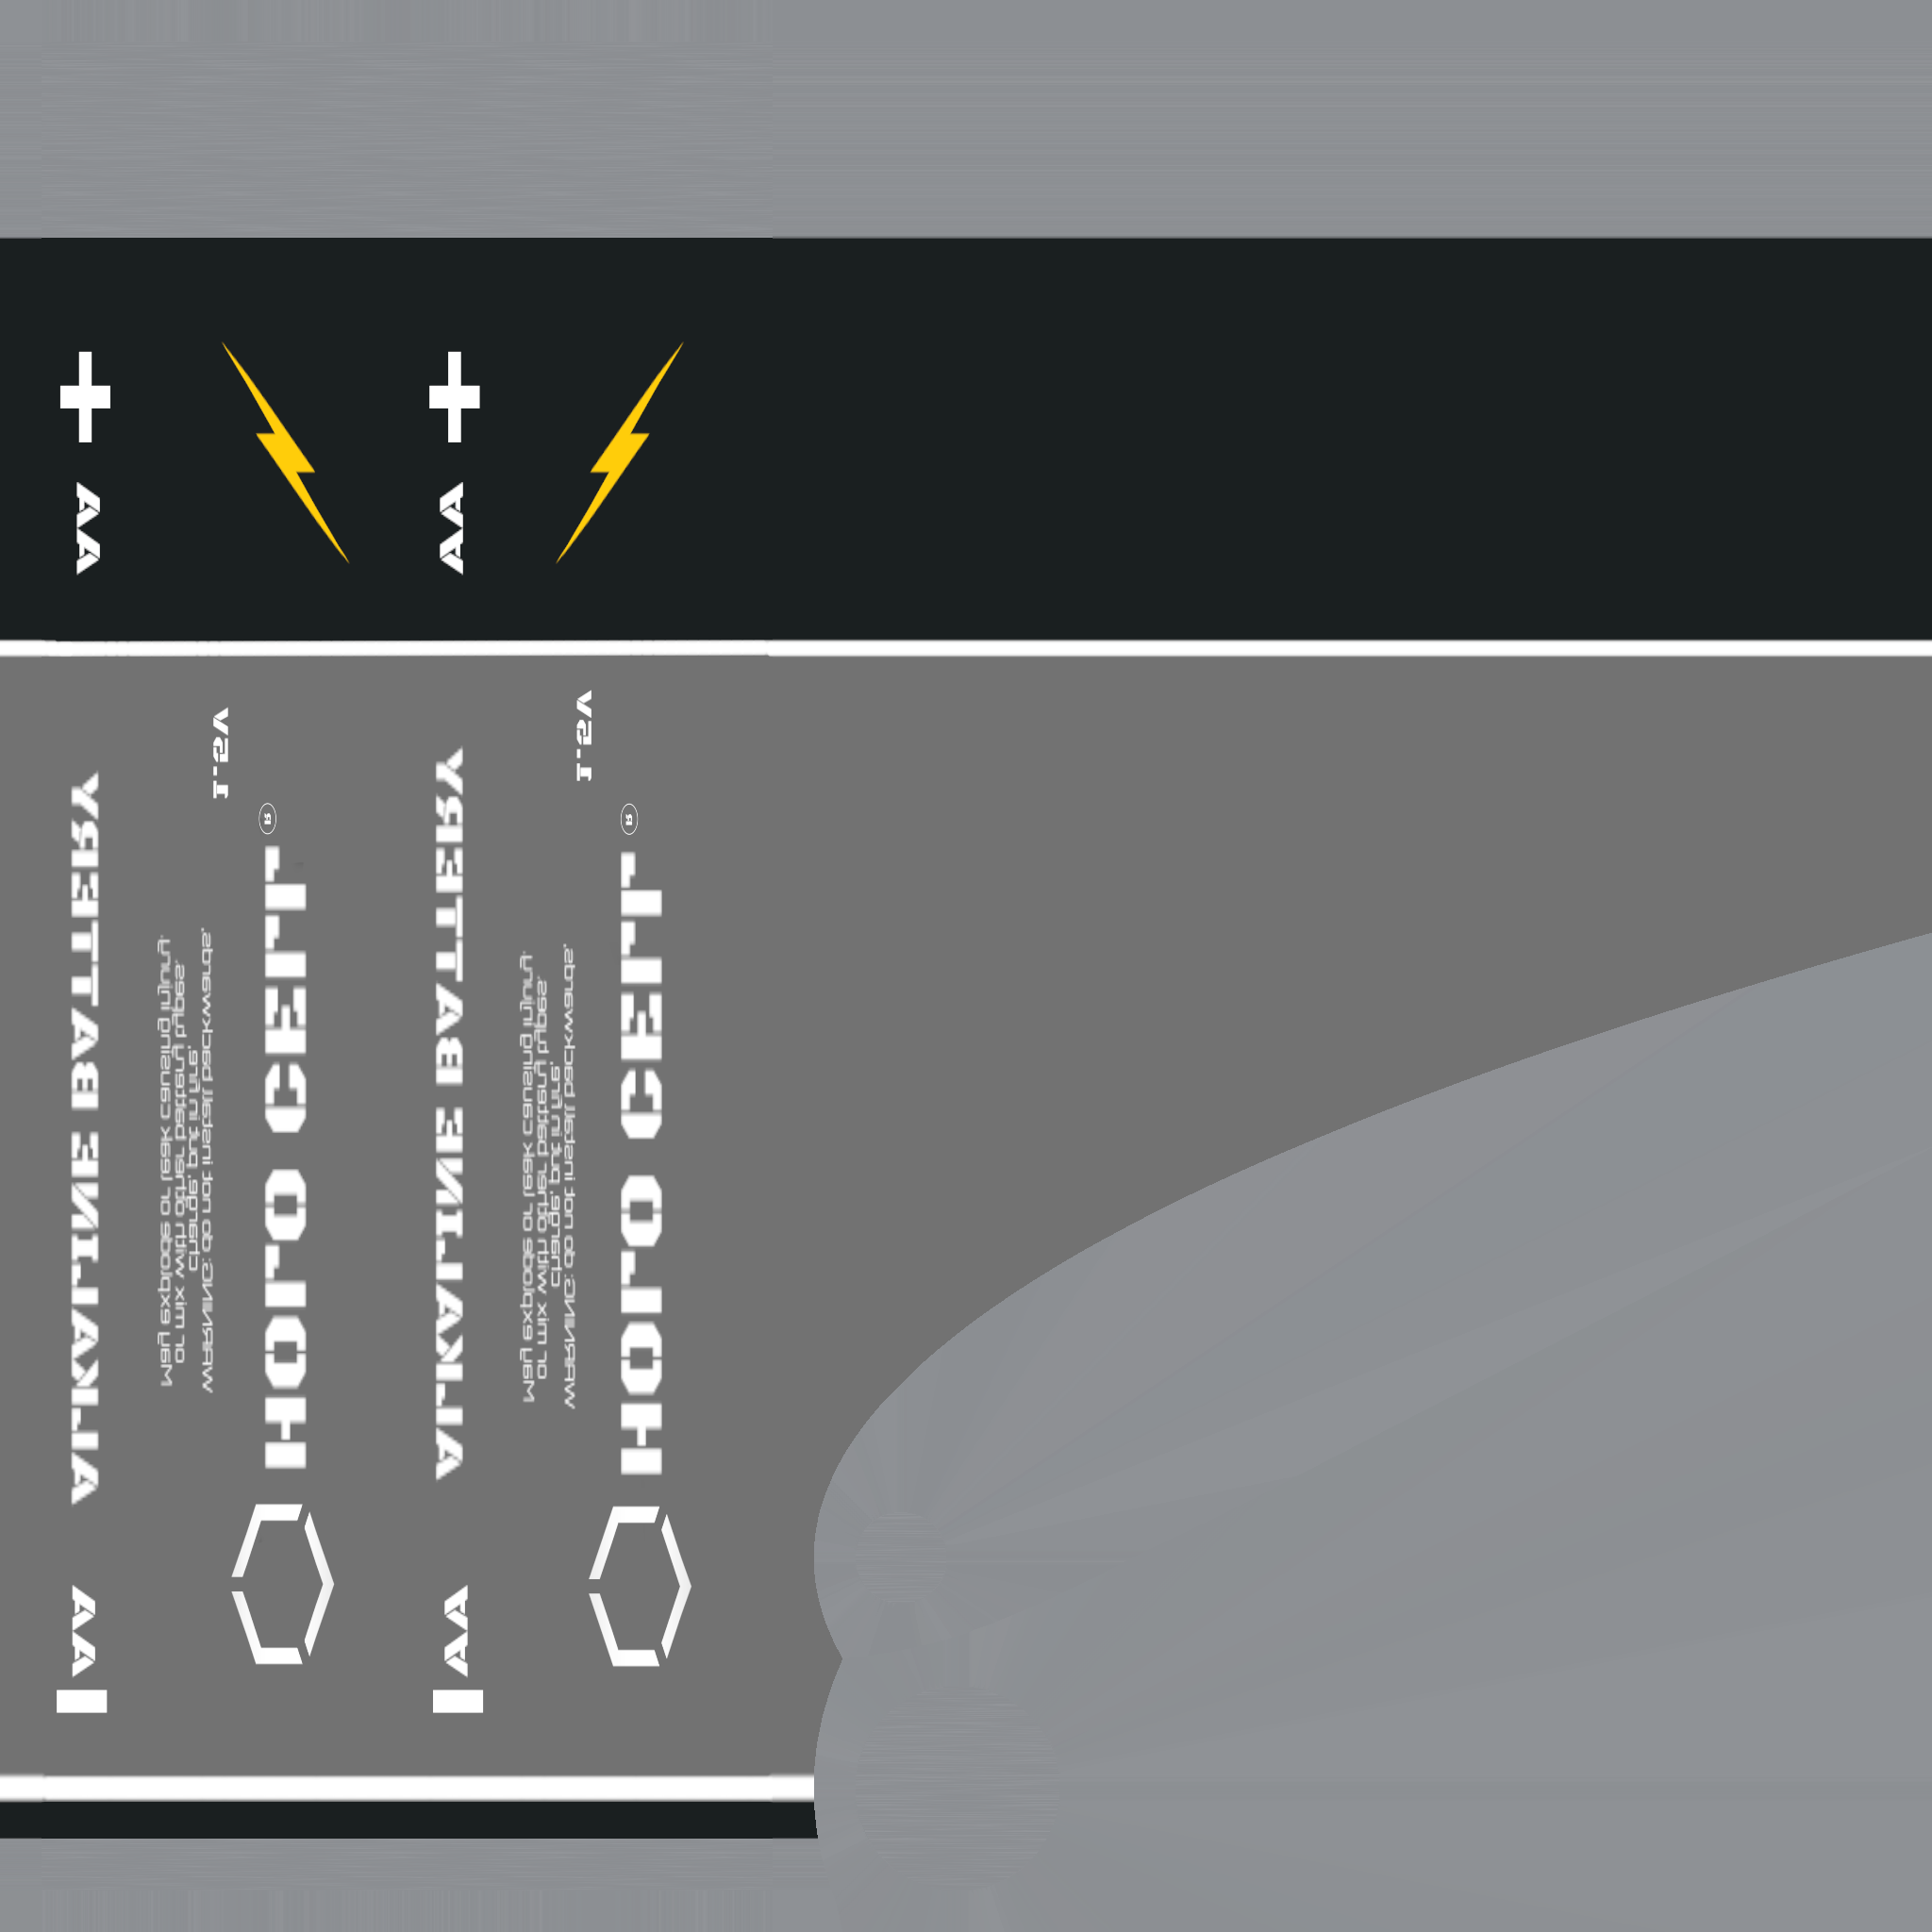 +
AA
+
AA
ALKALINE BATTERY
1.5V
WARNING: do not insert backwards,
charge, put in fire,
or mix with other battery types.
May explode or leak causing injury.
HOLO CELL®
AA
ALKALINE BATTERY
1.5V
WARNING: do not insert backwards,
charge, put in fire,
or mix with other battery types.
May explode or leak causing injury.
HOLO CELL®
AA